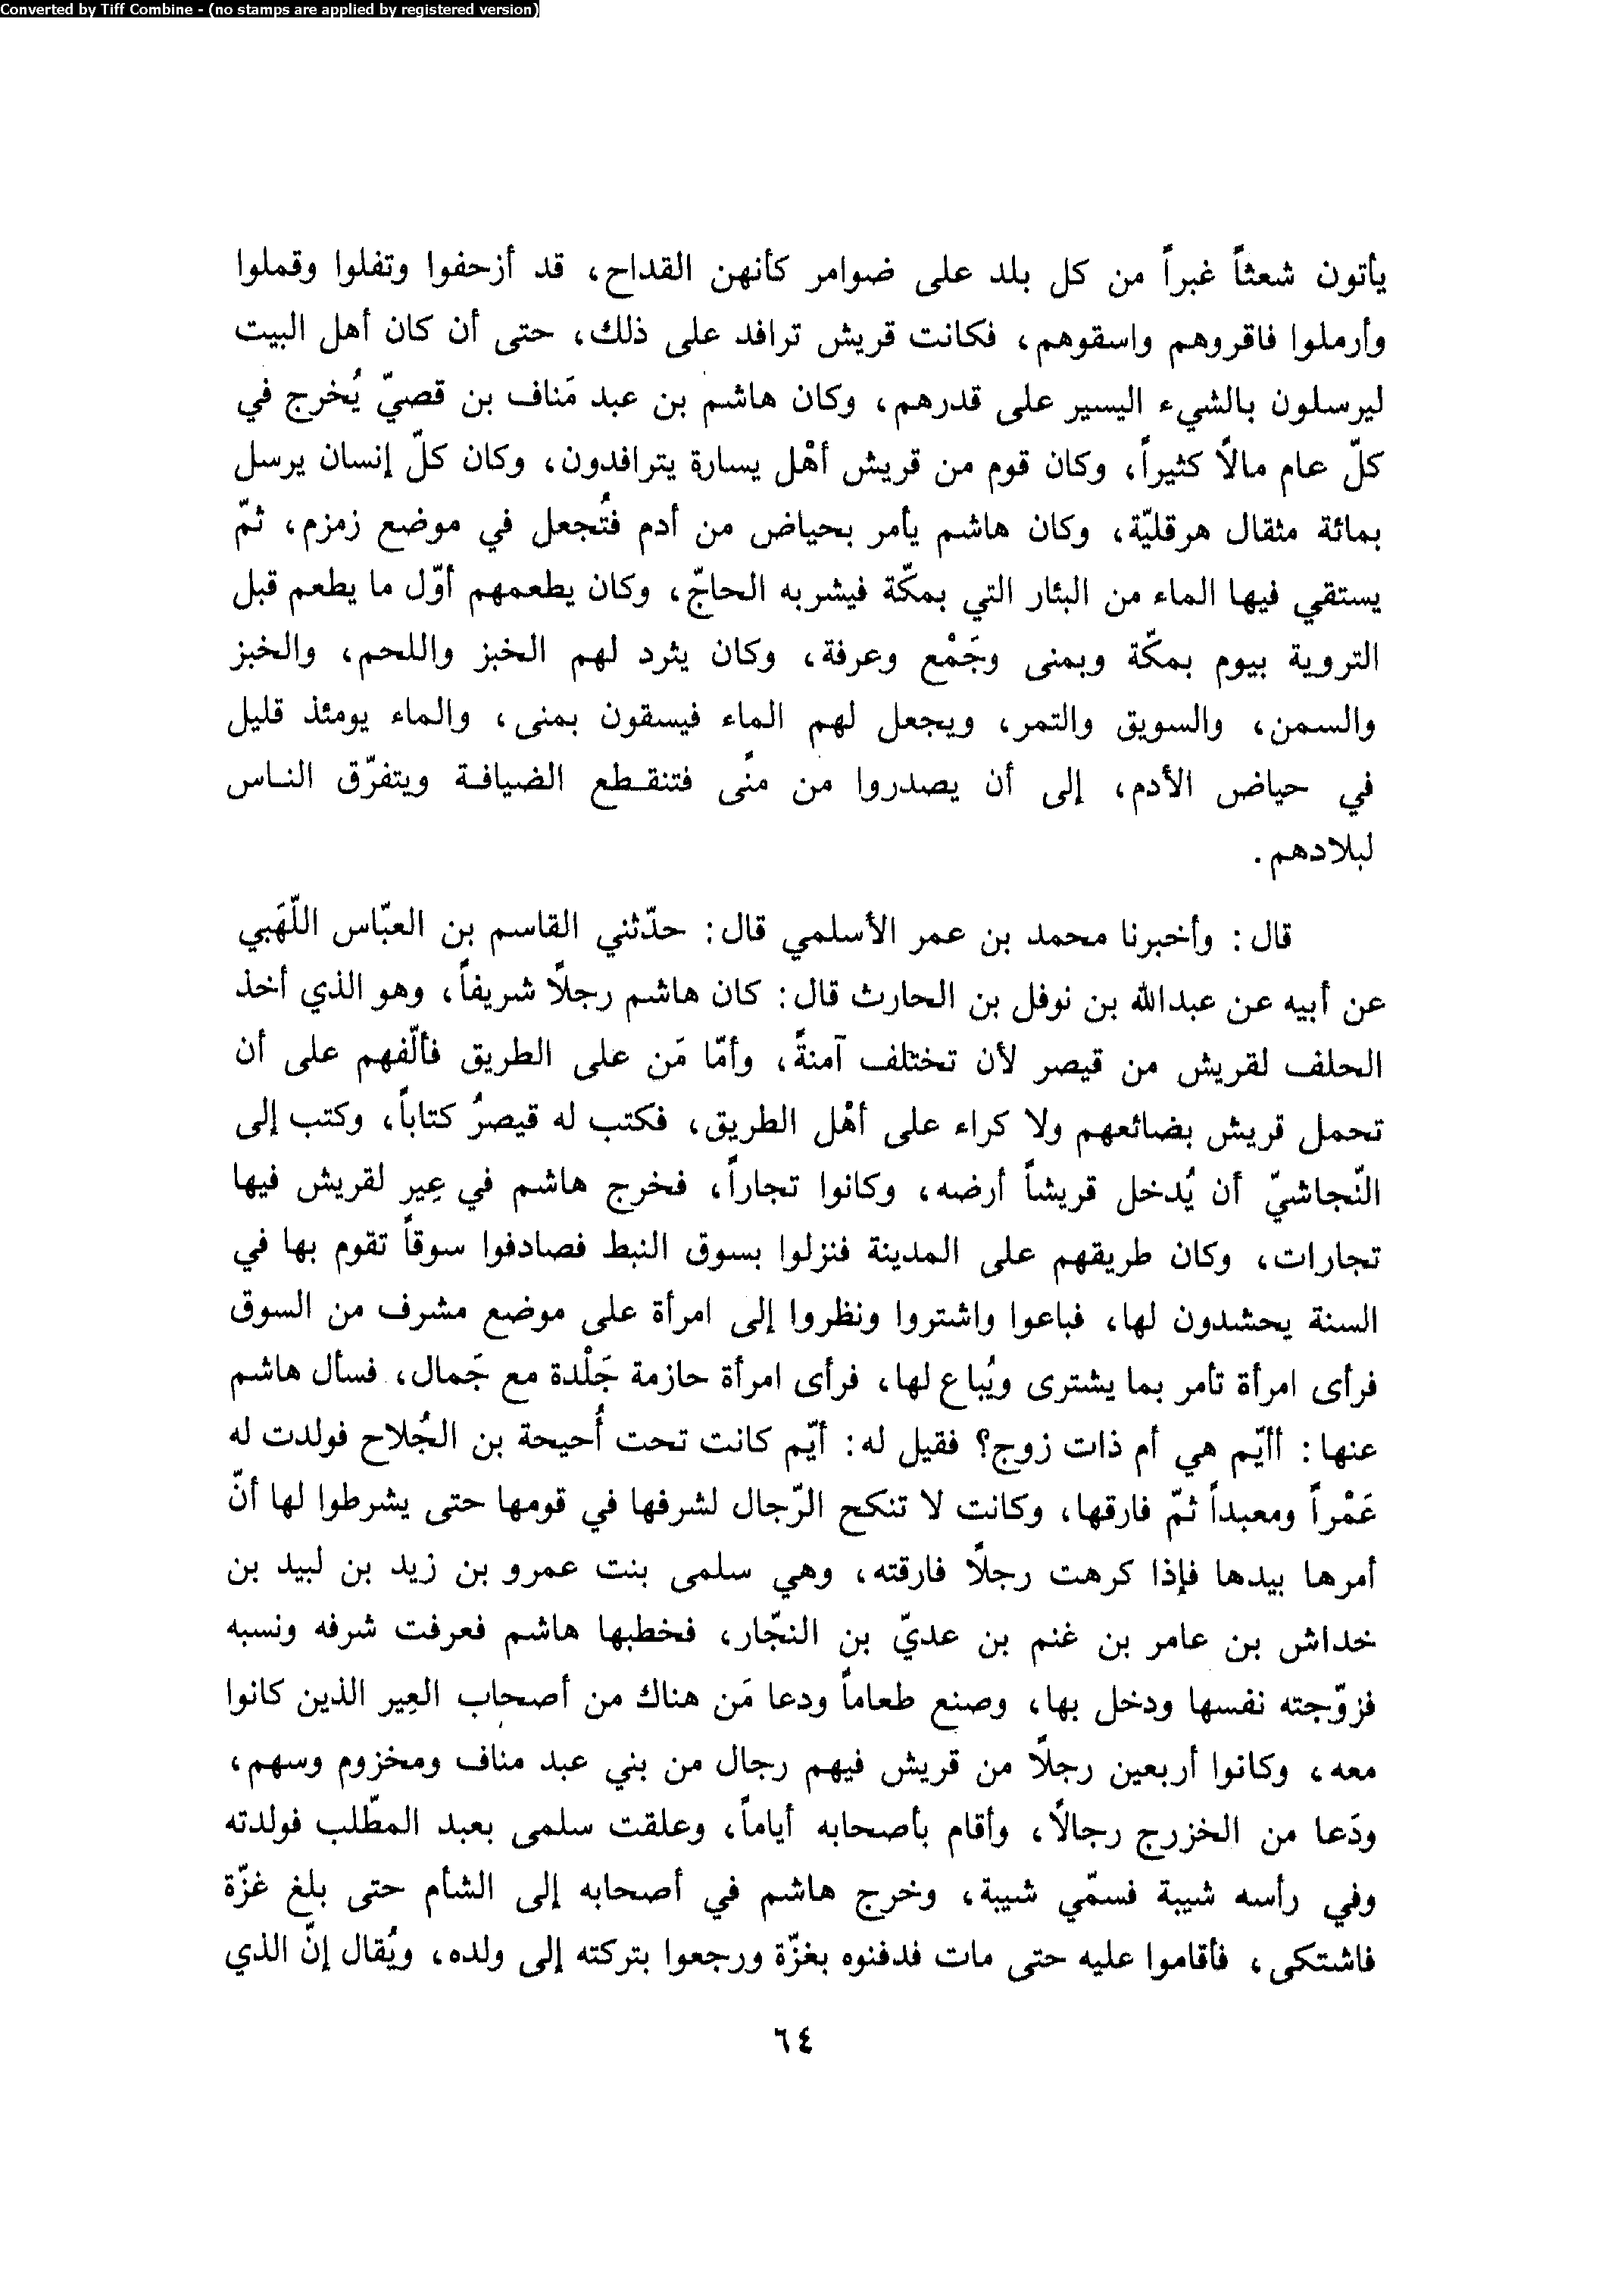 Converted by Tiff Combine - (no stamps are applied by registered version)
يأتون شعثاً غبراً من كل بلد على ضوامر كأنهن القداح، قد أزحفوا وتفلوا وقملوا
وأرملوا فاقروهم واسقوهم، فكانت قريش ترافد على ذلك، حتى أن كان أهل البيت
ليرسلون بالشيء اليسير على قدرهم، وكان هاشم بن عبد مَناف بن قصيّ يُخرج في
كلّ عام مالاً كثيراً، وكان قوم من قريش أهْل يسارة يترافدون، وكان كلّ إنسان يرسل
بمائة مثقال هرقليّة، وكان هاشم يأمر بحياض من أدم فتُجعل في موضع زمزم، ثمّ
يستقي فيها الماء من البئار التي بمكّة فيشربه الحاجّ، وكان يطعمهم أوّل ما يطعم قبل
التروية بيوم بمكّة وبمنى وجَمْع وعرفة، وكان يثرد لهم الخبز واللحم، والخبز
والسمن، والسويق والتمر، ويجعل لهم الماء فيسقون بمنى، والماء يومئذ قليل
في حياض الأدم، إلى أن يصدروا من منًى فتنقطع الضيافة ويتفرّق الناس
لبلادهم.
قال: وأخبرنا محمد بن عمر الأسلمي قال: حدّثني القاسم بن العبّاس اللّهَبي
عن أبيه عن عبدالله بن نوفل بن الحارث قال: كان هاشم رجلاً شريفاً، وهو الذي أخذ
الحلف لقريش من قيصر لأن تختلف آمنةً، وأمّا مَن على الطريق فألّفهم على أن
تحمل قريش بضائعهم ولا كراء على أهْل الطريق، فكتب له قيصرُ كتاباً، وكتب إلى
النّجاشيّ أن يُدخل قريشاً أرضه، وكانوا تجاراً، فخرج هاشم في عِير لقريش فيها
تجارات، وكان طريقهم على المدينة فنزلوا بسوق النبط فصادفوا سوقاً تقوم بها في
السنة يحشدون لها، فباعوا واشتروا ونظروا إلى امرأة على موضع مشرف من السوق
فرأى امرأة تأمر بما يشترى ويُباع لها، فرأى امرأة حازمة جَلْدة مع جَمال، فسأل هاشم
عنها: أأيّم هي أم ذات زوج؟ فقيل له: أيّم كانت تحت أُحيحة بن الجُلاح فولدت له
عَمْراً ومعبداً ثمّ فارقها، وكانت لا تنكح الرّجال لشرفها في قومها حتى يشرطوا لها أنّ
أمرها بيدها فإذا كرهت رجلاً فارقته، وهي سلمى بنت عمرو بن زيد بن لبيد بن
خداش بن عامر بن غنم بن عديّ بن النجّار، فخطبها هاشم فعرفت شرفه ونسبه
فزوّجته نفسها ودخل بها، وصنع طعاماً ودعا مَن هناك من أصحاب العِير الذين كانوا
معه، وكانوا أربعين رجلاً من قريش فيهم رجال من بني عبد مناف ومخزوم وسهم،
ودَعا من الخزرج رجالاً، وأقام بأصحابه أياماً، وعلقت سلمى بعبد المطّلب فولدته
وفي رأسه شيبة فسمّي شيبة، وخرج هاشم في أصحابه إلى الشأم حتى بلغ غزّة
فاشتكى، فأقاموا عليه حتى مات فدفنوه بغزّة ورجعوا بتركته إلى ولده، ويُقال إنّ الذي
٦٤